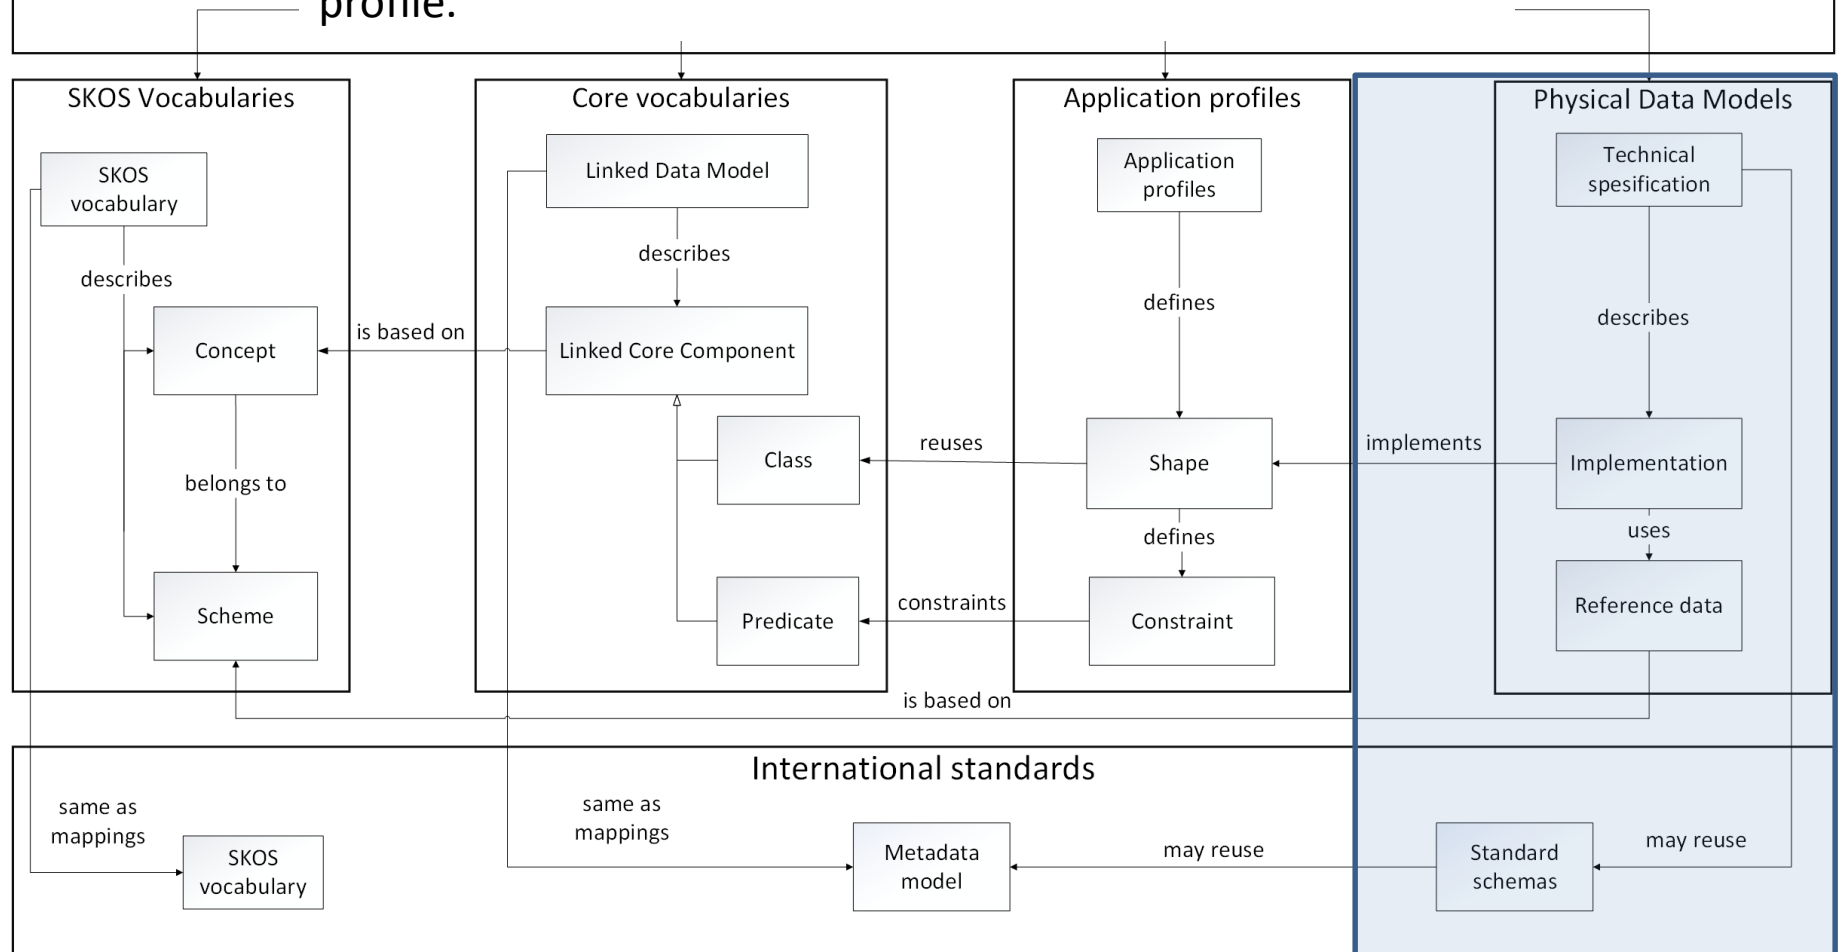 profile.
SKOS Vocabularies
SKOS
vocabulary
describes
Concept
belongs to
Scheme
is based on
Core vocabularies
Linked Data Model
describes
Linked Core Component
Class
Predicate
reuses
constraints
Application profiles
Application
profiles
defines
Shape
defines
Constraint
implements
Physical Data Models
Technical
spesification
describes
Implementation
uses
Reference data
is based on
International standards
same as
mappings
SKOS
vocabulary
same as
mappings
Metadata
model
may reuse
Standard
schemas
may reuse